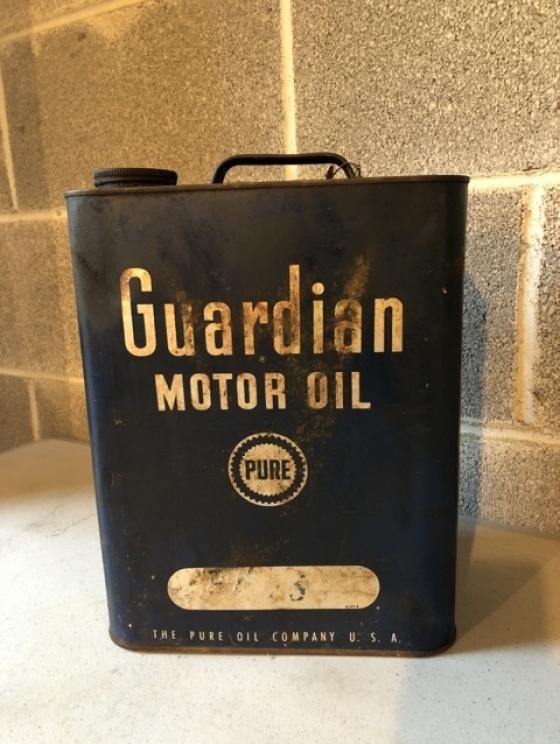 Guardian
MOTOR OIL
PURE
THE PURE OIL COMPANY U. S. A.